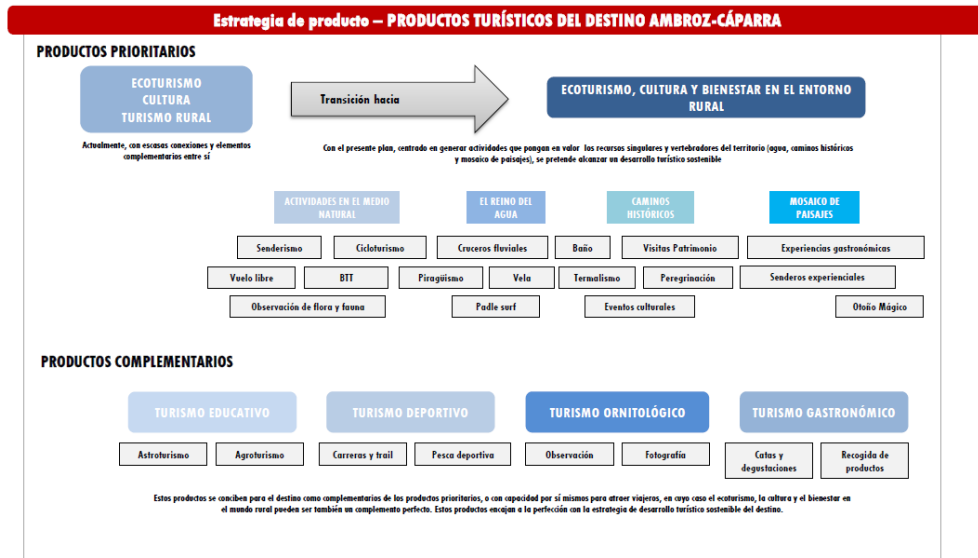 Estrategia de producto – PRODUCTOS TURÍSTICOS DEL DESTINO AMBROZ-CÁPARRA
PRODUCTOS PRIORITARIOS
ECOTURISMO
CULTURA
TURISMO RURAL
Transición hacia
ECOTURISMO, CULTURA Y BIENESTAR EN EL ENTORNO
RURAL
Actualmente, con escasas conexiones y elementos
complementarios entre sí
Con el presente plan, centrado en generar actividades que pongan en valor los recursos singulares y vertebradores del territorio (agua, caminos históricos
y mosaico de paisajes), se pretende alcanzar un desarrollo turístico sostenible
ACTIVIDADES EN EL MEDIO
NATURAL
EL REINO DEL
AGUA
CAMINOS
HISTÓRICOS
MOSAICO DE
PAISAJES
Senderismo
Cicloturismo
Cruceros fluviales
Baño
Visitas Patrimonio
Experiencias gastronómicas
Vuelo libre
BTT
Piragüismo
Vela
Termalismo
Peregrinación
Senderos experienciales
Observación de flora y fauna
Padle surf
Eventos culturales
Otoño Mágico
PRODUCTOS COMPLEMENTARIOS
TURISMO EDUCATIVO
TURISMO DEPORTIVO
TURISMO ORNITOLÓGICO
TURISMO GASTRONÓMICO
Astroturismo
Agroturismo
Carreras y trail
Pesca deportiva
Observación
Fotografía
Catas y
degustaciones
Recogida de
productos
Estos productos se conciben para el destino como complementarios de los productos prioritarios, o con capacidad por sí mismos para atraer viajeros, en cuyo caso el ecoturismo, la cultura y el bienestar en
el mundo rural pueden ser también un complemento perfecto. Estos productos encajan a la perfección con la estrategia de desarrollo turístico sostenible del destino.